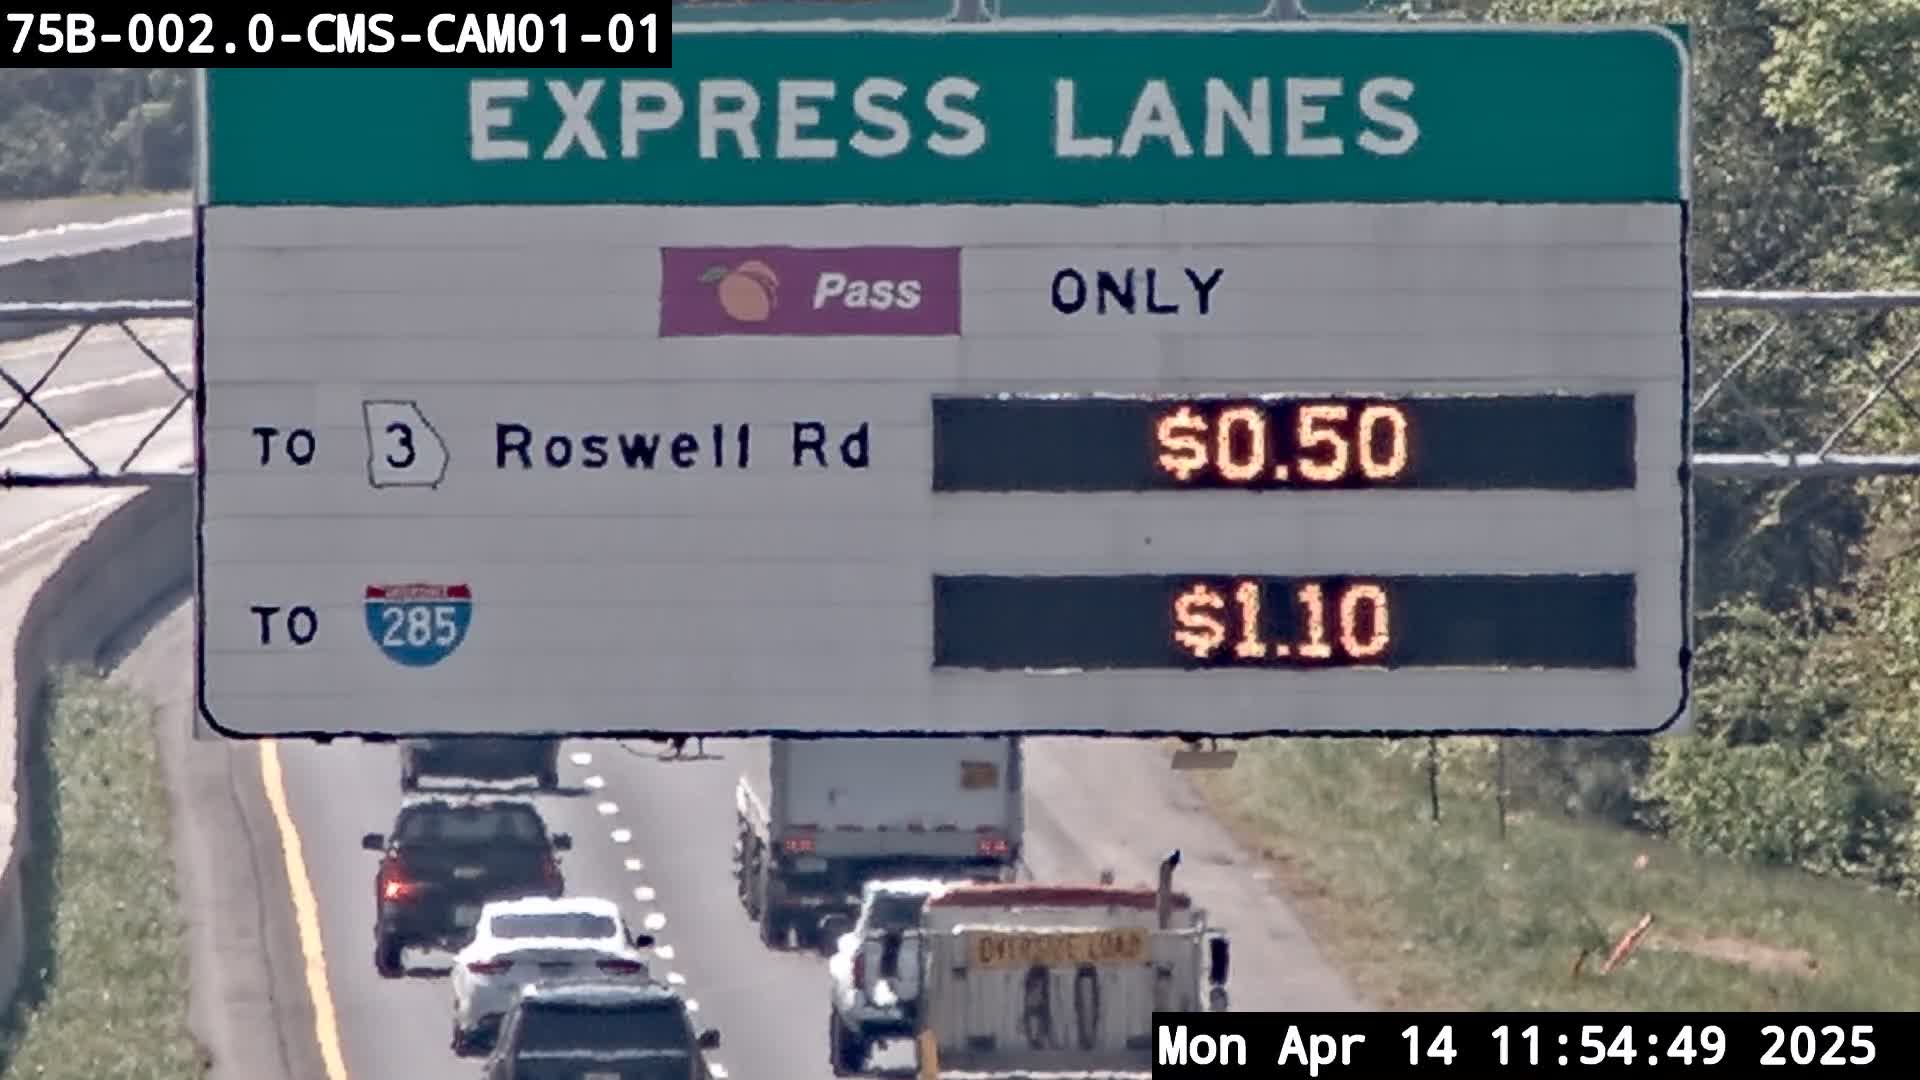 75B-002.0-CMS-CAM01-01
EXPRESS LANES
Pass ONLY
TO 3 Roswell Rd $0.50
TO INTERSTATE 285 $1.10
OVERSIZE LOAD
Mon Apr 14 11:54:49 2025